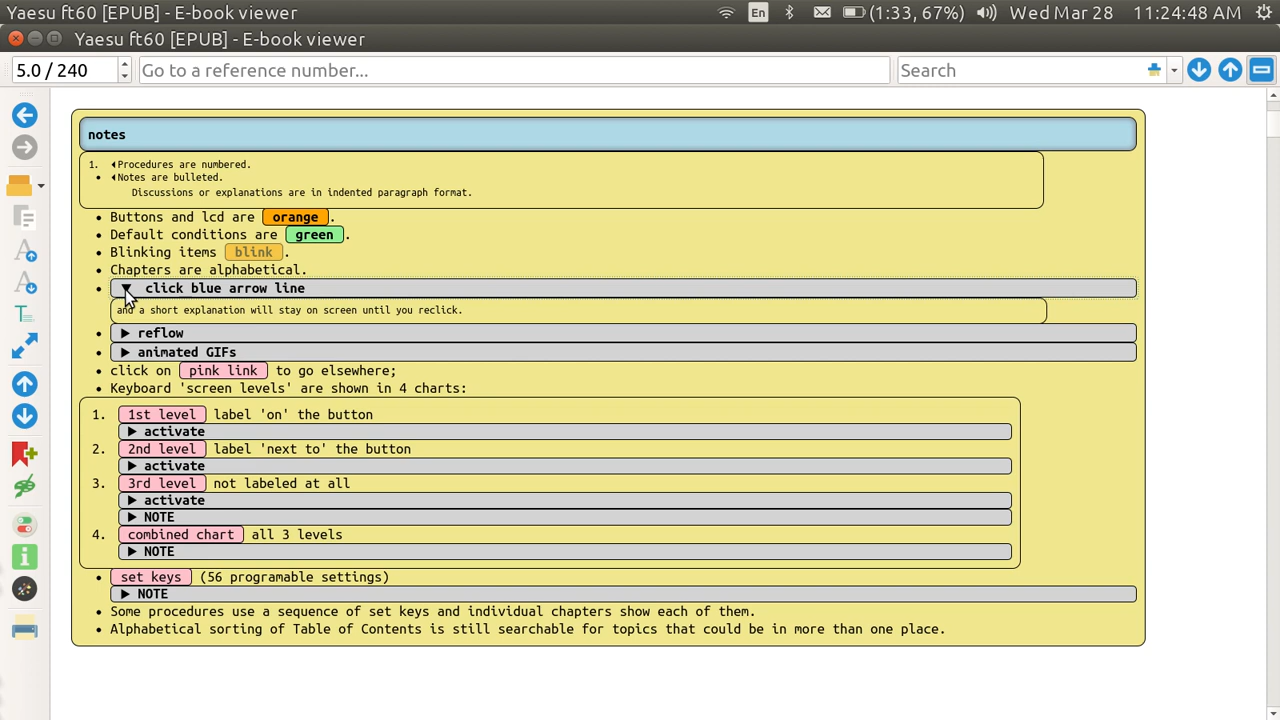 Yaesu ft60 [EPUB] - E-book viewer
En
(1:33, 67%)
Wed Mar 28
11:24:48 AM
Yaesu ft60 [EPUB] - E-book viewer
5.0 / 240
Go to a reference number...
Search
notes
1. ◀Procedures are numbered.
• ◀Notes are bulleted.
Discussions or explanations are in indented paragraph format.
• Buttons and lcd are orange .
• Default conditions are green .
• Blinking items blink .
• Chapters are alphabetical.
• ▼ click blue arrow line
and a short explanation will stay on screen until you reclick.
• ▶ reflow
• ▶ animated GIFs
• click on pink link to go elsewhere;
• Keyboard 'screen levels' are shown in 4 charts:
1. 1st level label 'on' the button
▶ activate
2. 2nd level label 'next to' the button
▶ activate
3. 3rd level not labeled at all
▶ activate
▶ NOTE
4. combined chart all 3 levels
▶ NOTE
• set keys (56 programable settings)
▶ NOTE
• Some procedures use a sequence of set keys and individual chapters show each of them.
• Alphabetical sorting of Table of Contents is still searchable for topics that could be in more than one place.